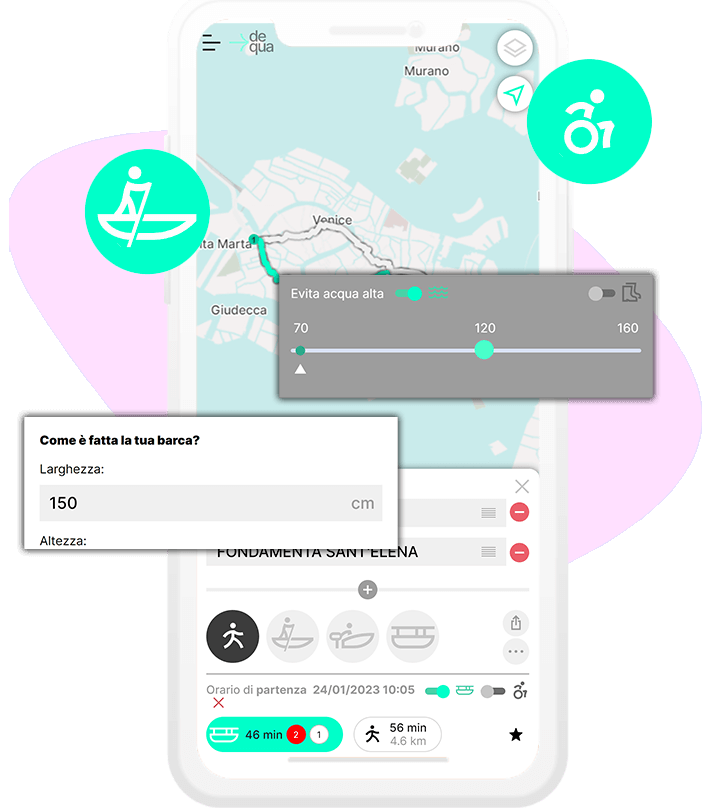 de
qua
Murano
Murano
Venice
ta Marta
Giudecca
Evita acqua alta
70 120 160
Come è fatta la tua barca?
Larghezza:
150 cm
Altezza:
FONDAMENTA SANT'ELENA
Orario di partenza 24/01/2023 10:05
46 min 2 1
56 min
4.6 km